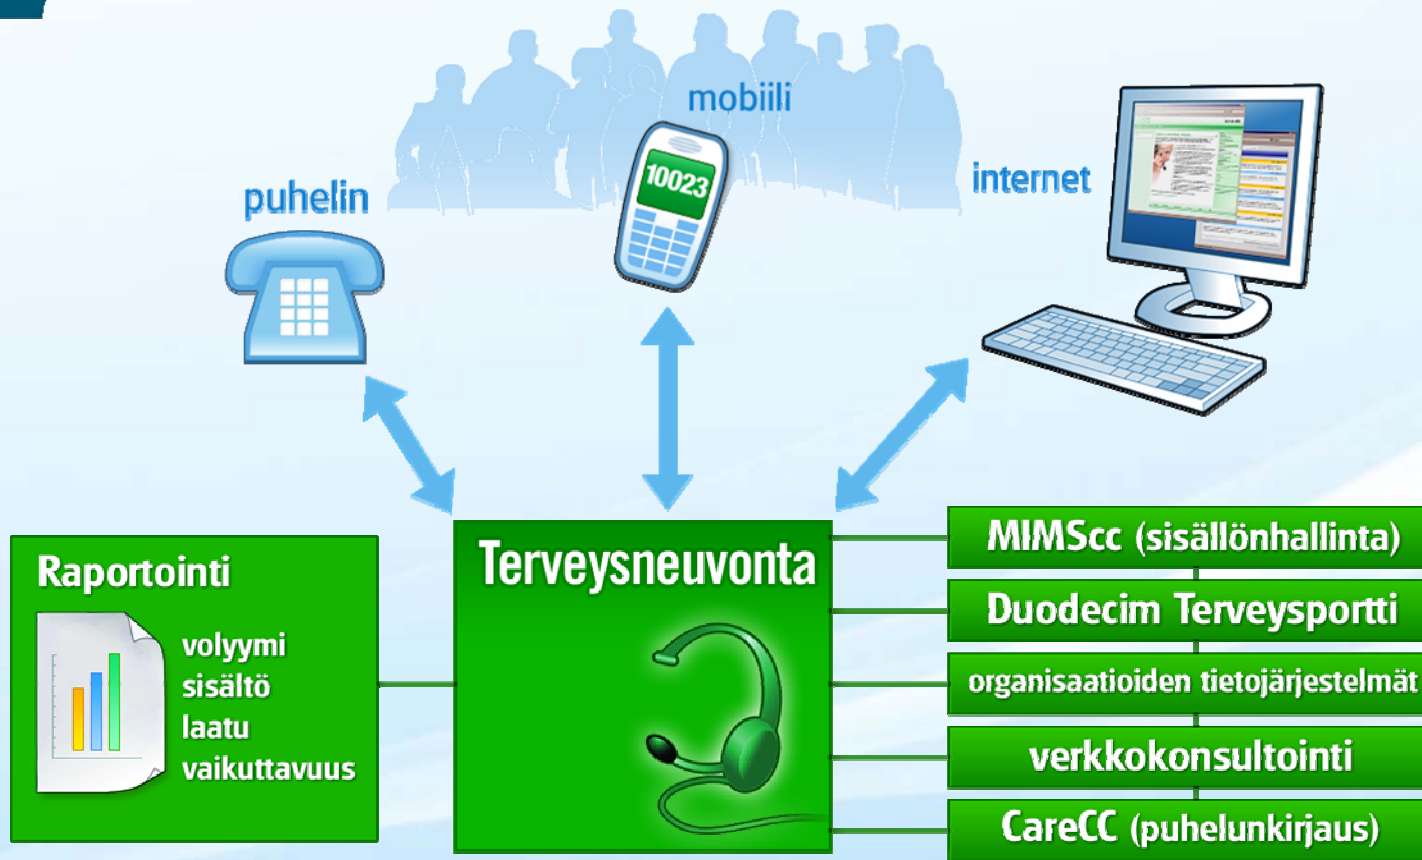 mobiili
10023
puhelin
internet
Terveysneuvonta
Raportointi
volyymi
sisältö
laatu
vaikuttavuus
MIMScc (sisällönhallinta)
Duodecim Terveysportti
organisaatioiden tietojärjestelmät
verkkokonsultointi
CareCC (puhelunkirjaus)